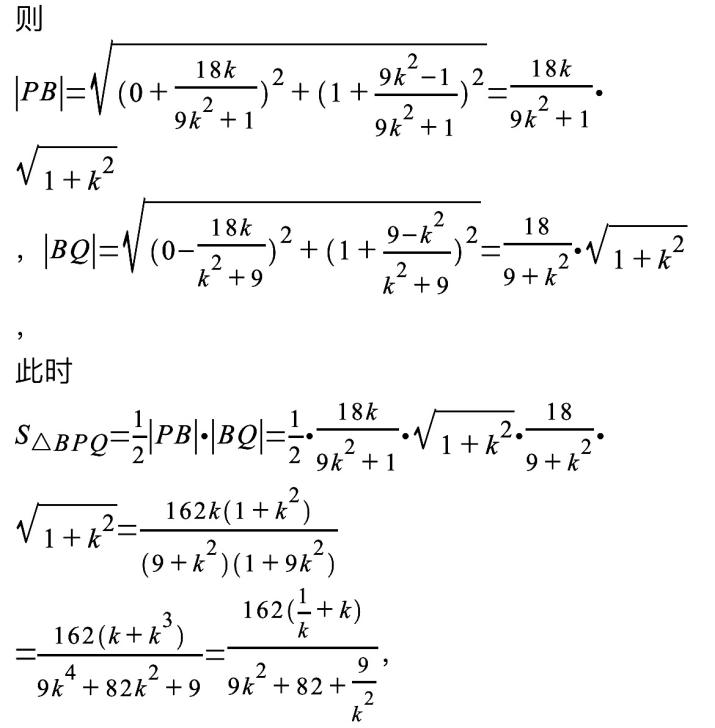 则
$|PB|=\sqrt{(0+\frac{18k}{9k^2+1})^2+(1+\frac{9k^2-1}{9k^2+1})^2}=\frac{18k}{9k^2+1}\cdot$
$\sqrt{1+k^2}$
，$|BQ|=\sqrt{(0-\frac{18k}{k^2+9})^2+(1+\frac{9-k^2}{k^2+9})^2}=\frac{18}{9+k^2}\cdot\sqrt{1+k^2}$
，
此时
$S_{\triangle BPQ}=\frac{1}{2}|PB|\cdot|BQ|=\frac{1}{2}\cdot\frac{18k}{9k^2+1}\cdot\sqrt{1+k^2}\cdot\frac{18}{9+k^2}\cdot$
$\sqrt{1+k^2}=\frac{162k(1+k^2)}{(9+k^2)(1+9k^2)}$
$=\frac{162(k+k^3)}{9k^4+82k^2+9}=\frac{162(\frac{1}{k}+k)}{9k^2+82+\frac{9}{k^2}}$,